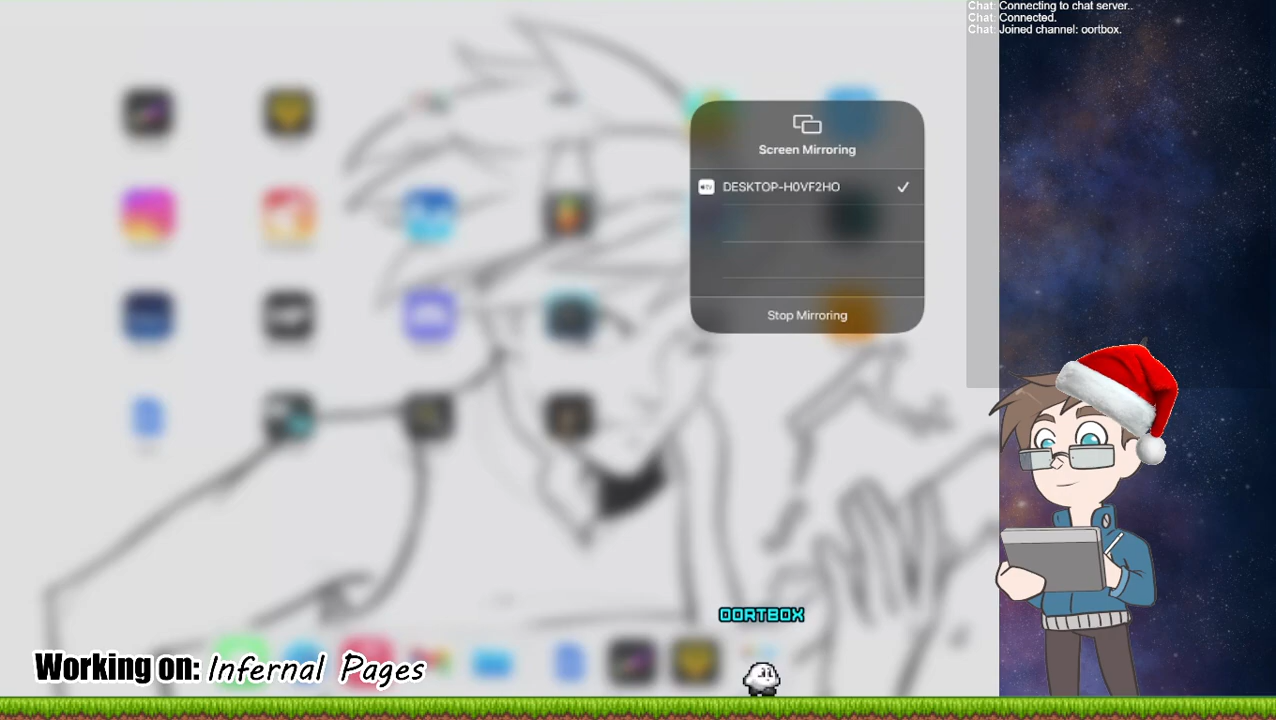 Chat: Connecting to chat server..
Chat: Connected.
Chat: Joined channel: oortbox.
Screen Mirroring
tv
DESKTOP-H0VF2HO
Stop Mirroring
OORTBOX
Working on: Infernal Pages